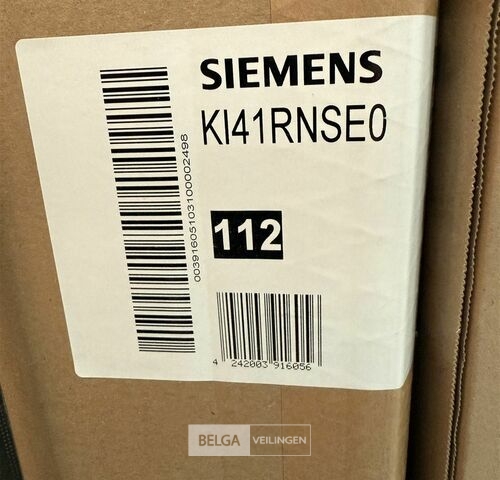 SIEMENS
KI41RNSE0
00391605103100002498
112
4 242003 916056
BELGA VEILINGEN